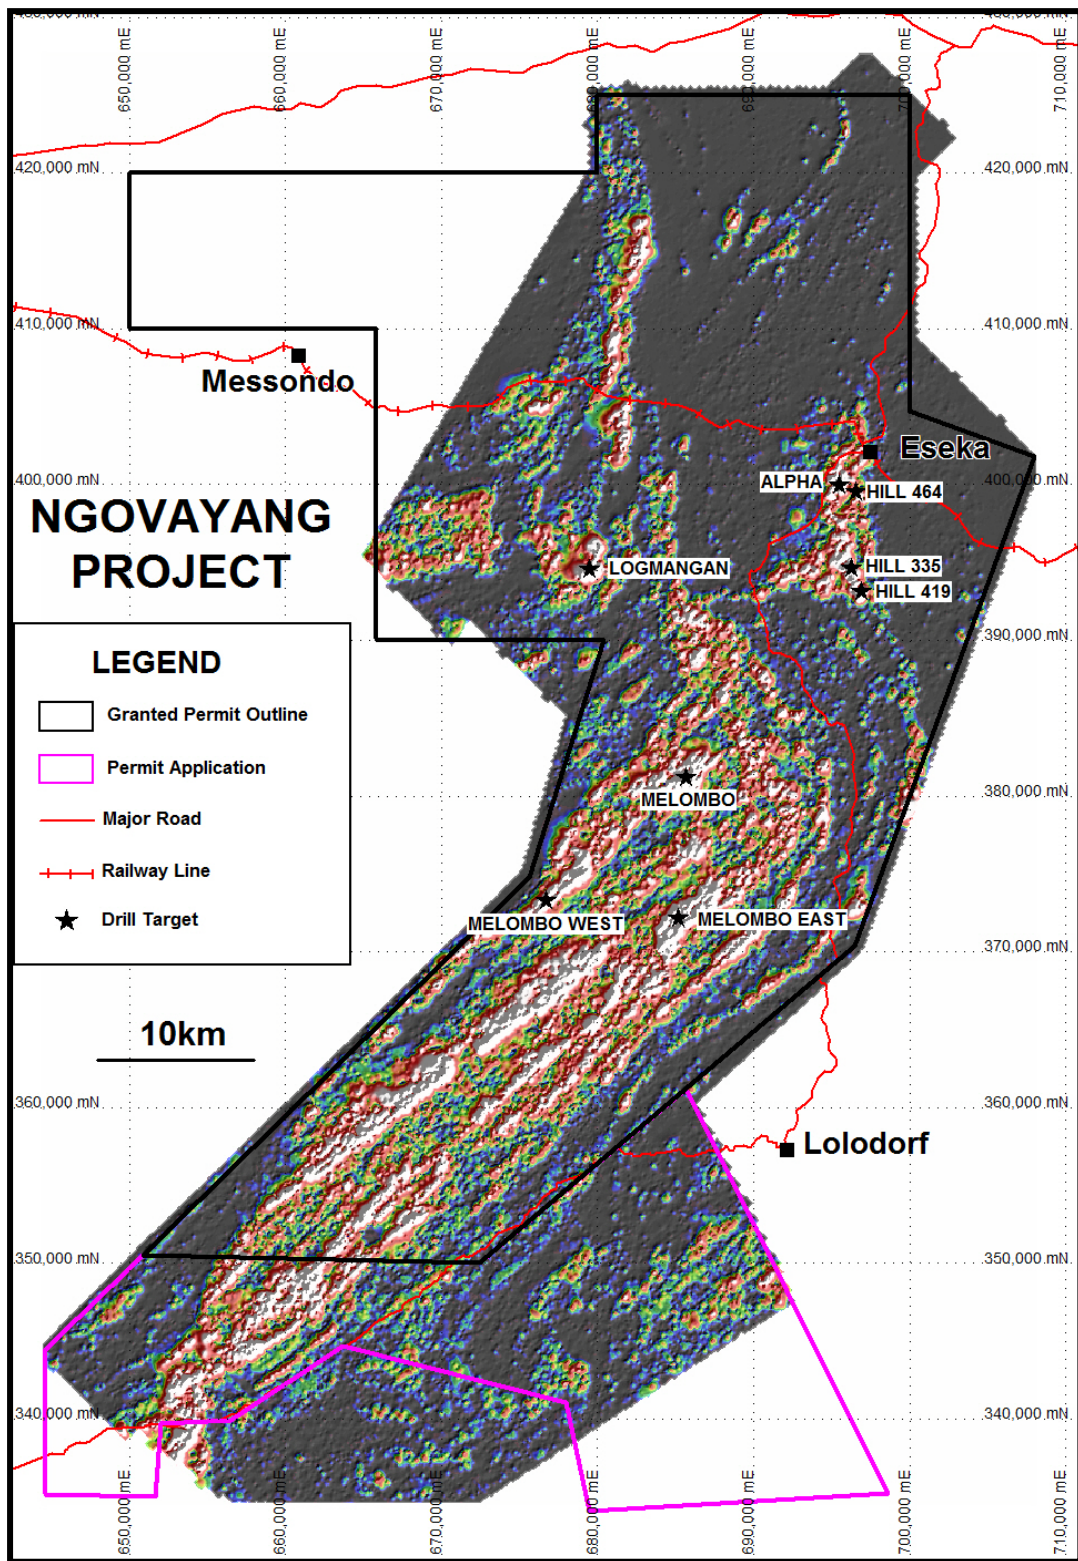 430,000 mN
430,000 mN
650,000 mE
660,000 mE
670,000 mE
680,000 mE
690,000 mE
700,000 mE
710,000 mE
420,000 mN
420,000 mN
410,000 mN
410,000 mN
Messondo
Eseka
ALPHA
400,000 mN
HILL 464
NGOVAYANG
PROJECT
LOGMANGAN
HILL 335
HILL 419
390,000 mN
LEGEND
Granted Permit Outline
Permit Application
Major Road
Railway Line
Drill Target
MELOMBO
380,000 mN
MELOMBO WEST
MELOMBO EAST
370,000 mN
10km
360,000 mN
360,000 mN
Lolodorf
350,000 mN
350,000 mN
340,000 mN
340,000 mN
650,000 mE
660,000 mE
670,000 mE
680,000 mE
690,000 mE
700,000 mE
710,000 mE